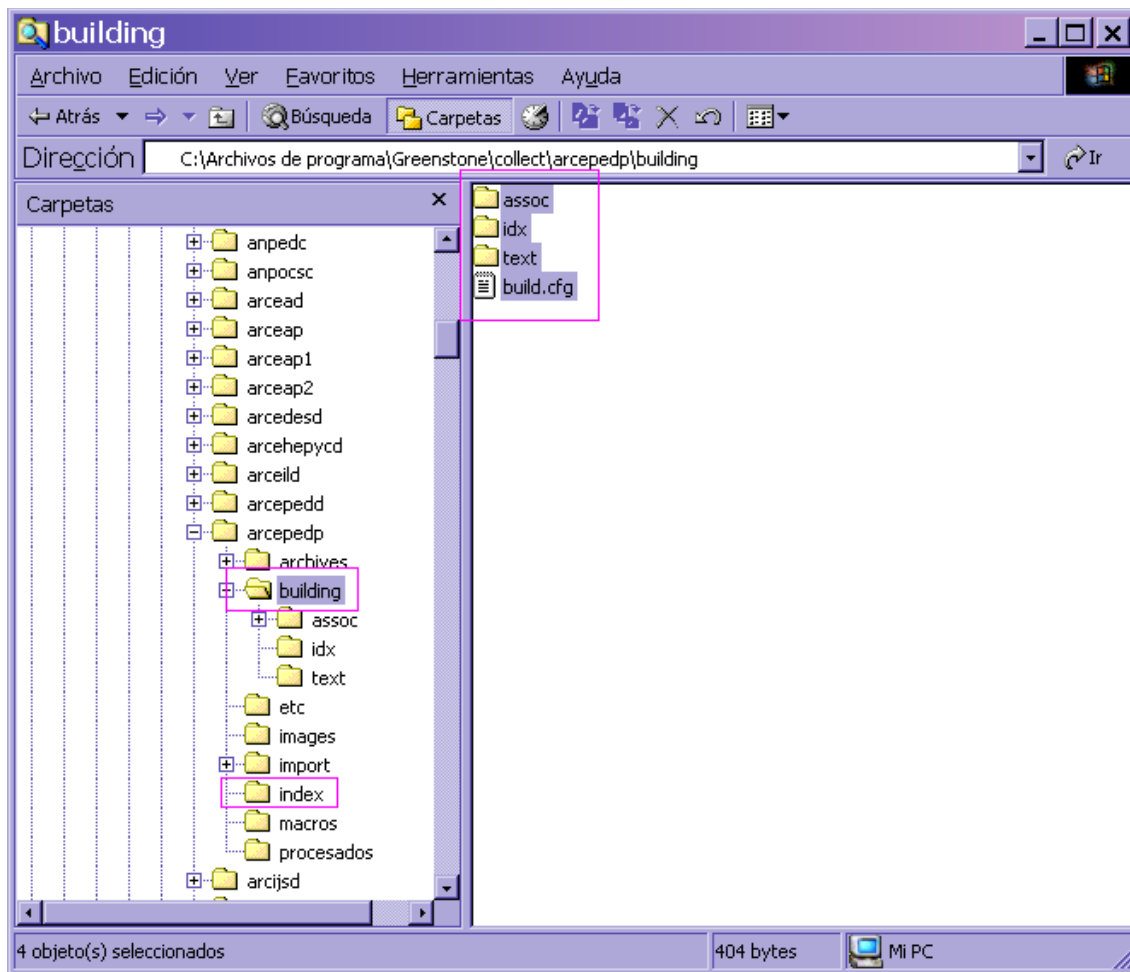 building
Archivo Edición Ver Favoritos Herramientas Ayuda
Atrás Búsqueda Carpetas
Dirección C:\Archivos de programa\Greenstone\collect\arcepedp\building Ir
Carpetas
anpedc
anpocsc
arcead
arceap
arceap1
arceap2
arcedesd
arcehepycd
arceild
arcepedd
arcepedp
archives
building
assoc
idx
text
etc
images
import
index
macros
procesados
arcijsd
assoc
idx
text
build.cfg
4 objeto(s) seleccionados 404 bytes Mi PC